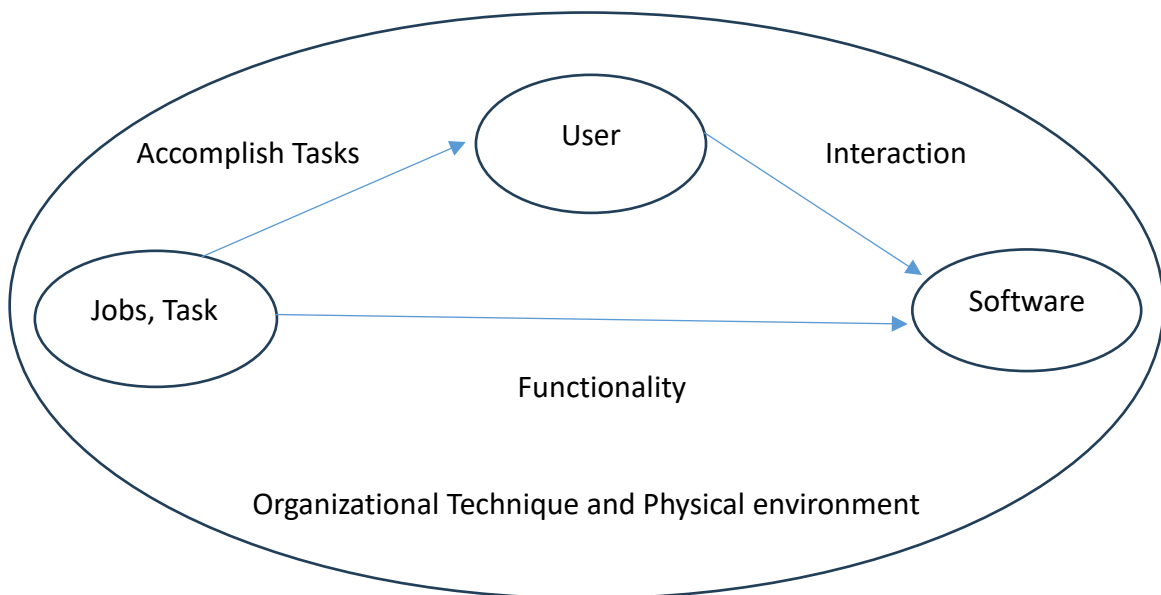 User
Accomplish Tasks
Interaction
Jobs, Task
Software
Functionality
Organizational Technique and Physical environment